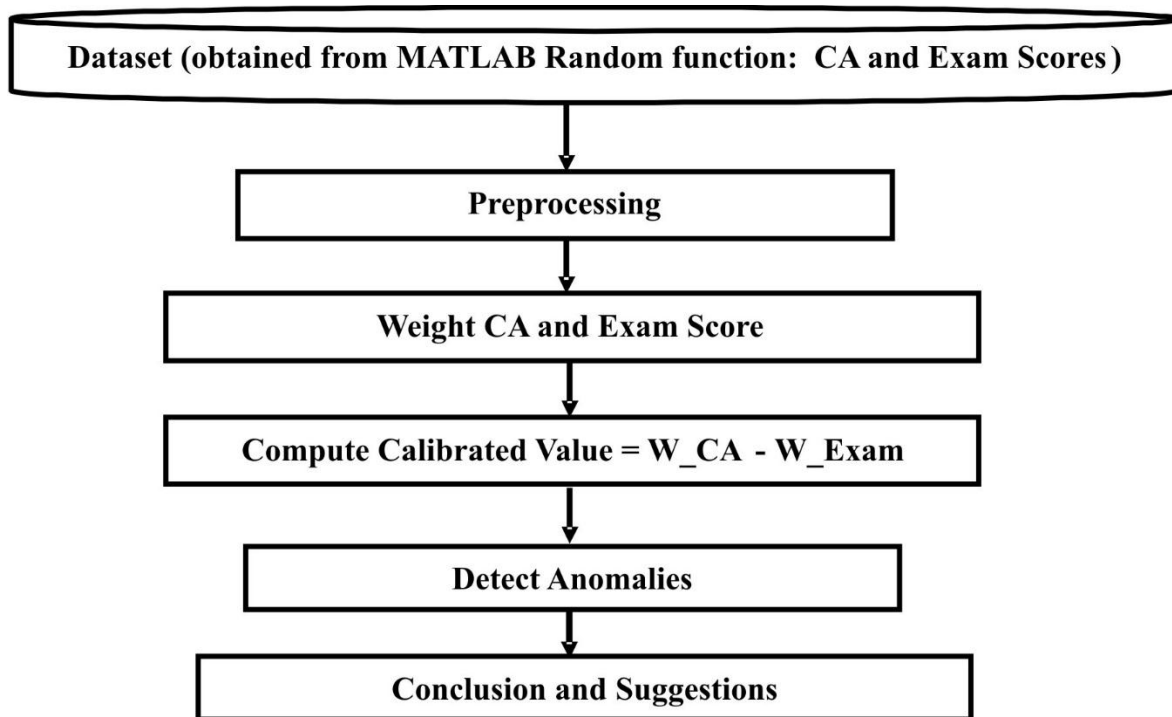 Dataset (obtained from MATLAB Random function: CA and Exam Scores)
Preprocessing
Weight CA and Exam Score
Compute Calibrated Value = W_CA - W_Exam
Detect Anomalies
Conclusion and Suggestions